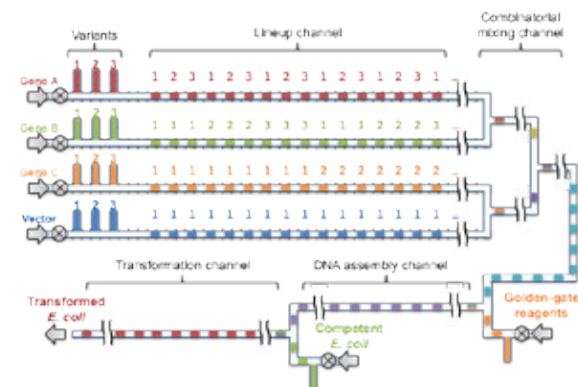 Combinatorial
mixing channel
Variants
Lineup channel
1 2 3
1 2 3 1 2 3 1 2 3 1 2 3 1 2 3 1 ...
Gene A
1 2 3
1 1 1 2 2 2 3 3 3 1 1 1 2 2 2 3 ...
Gene B
1 2 3
1 1 1 1 1 1 1 1 1 2 2 2 2 2 2 2 ...
Gene C
1 2 3
1 1 1 1 1 1 1 1 1 1 1 1 1 1 1 1 ...
Vector
Transformation channel
DNA assembly channel
Transformed
E. coli
Competent
E. coli
Golden-gate
reagents